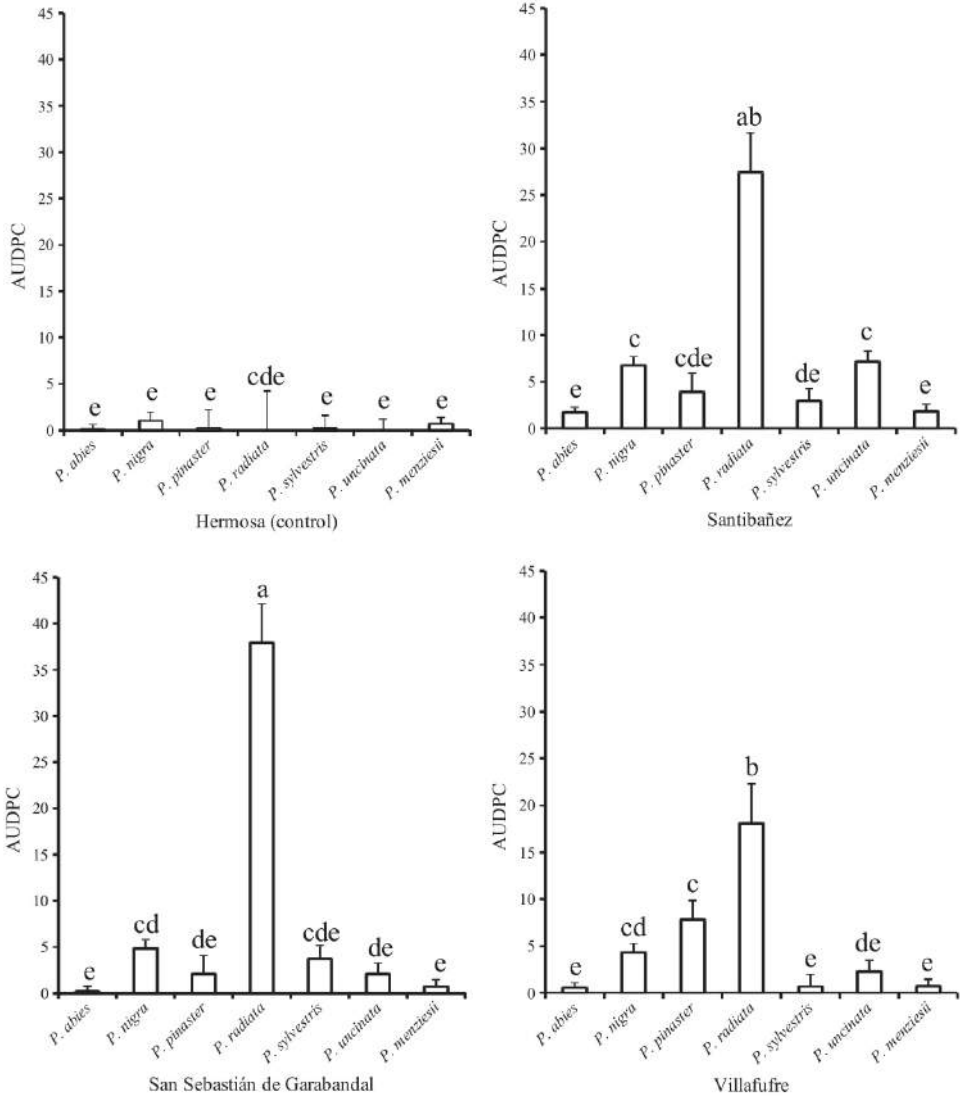 45
40
35
30
25
20
15
10
5
0
AUDPC
e
e
e
cde
e
e
e
P. abies
P. nigra
P. pinaster
P. radiata
P. sylvestris
P. uncinata
P. menziesii
Hermosa (control)
45
40
35
30
25
20
15
10
5
0
AUDPC
e
c
cde
ab
de
c
e
P. abies
P. nigra
P. pinaster
P. radiata
P. sylvestris
P. uncinata
P. menziesii
Santibañez
45
40
35
30
25
20
15
10
5
0
AUDPC
e
cd
de
a
cde
de
e
P. abies
P. nigra
P. pinaster
P. radiata
P. sylvestris
P. uncinata
P. menziesii
San Sebastián de Garabandal
45
40
35
30
25
20
15
10
5
0
AUDPC
e
cd
c
b
e
de
e
P. abies
P. nigra
P. pinaster
P. radiata
P. sylvestris
P. uncinata
P. menziesii
Villafufre